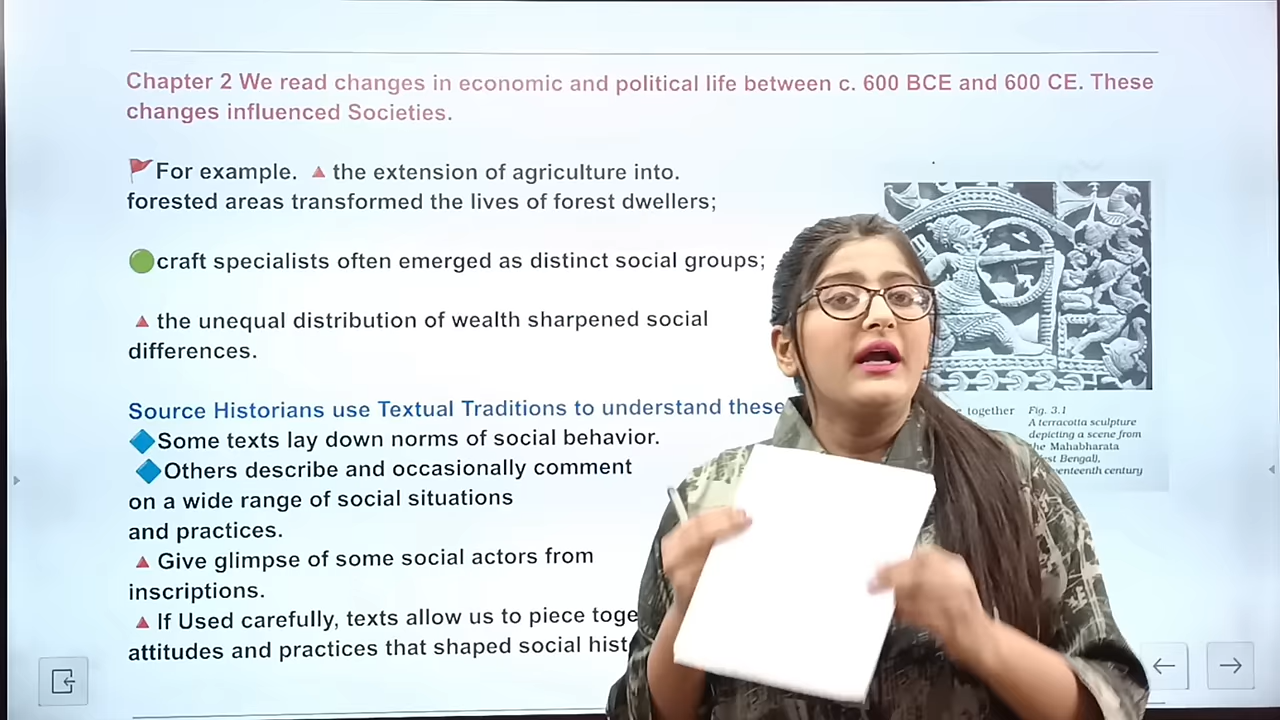 Chapter 2 We read changes in economic and political life between c. 600 BCE and 600 CE. These
changes influenced Societies.
For example. the extension of agriculture into.
forested areas transformed the lives of forest dwellers;
craft specialists often emerged as distinct social groups;
the unequal distribution of wealth sharpened social
differences.
Source Historians use Textual Traditions to understand these
Some texts lay down norms of social behavior.
Others describe and occasionally comment
on a wide range of social situations
and practices.
Give glimpse of some social actors from
inscriptions.
If Used carefully, texts allow us to piece
attitudes and practices that shaped social
together
Fig. 3.1
A terracotta sculpture
depicting a scene from
Mahabharata
Bengal),
century